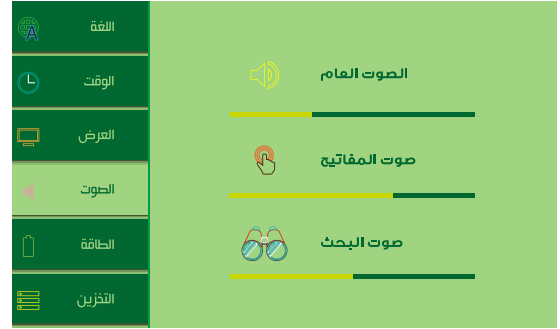 اللغة
الوقت
العرض
الصوت
الطاقة
التخزين
الصوت العام
صوت المفاتيح
صوت البحث